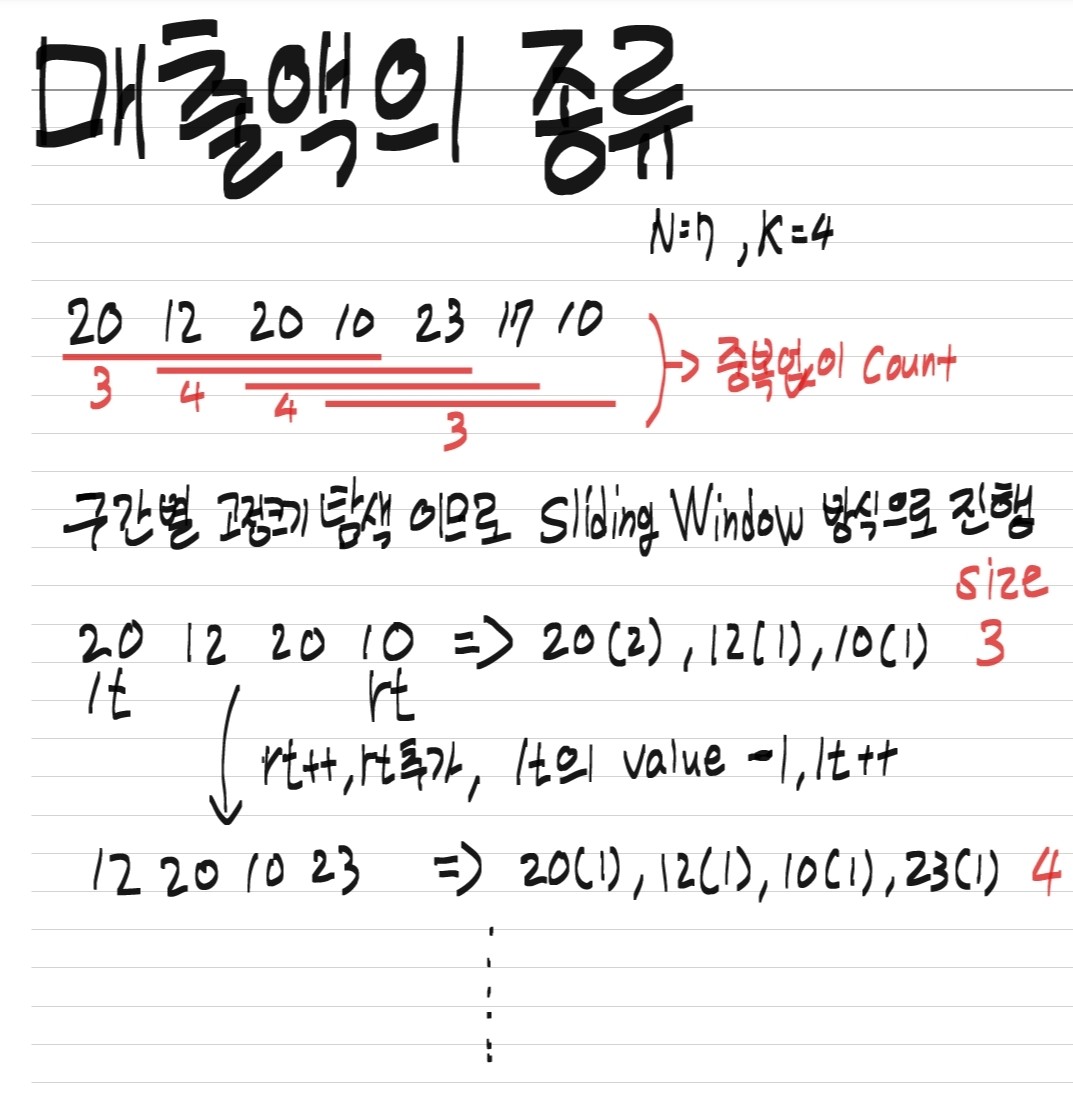 매출액의 종류
N=7, K=4
20 12 20 10 23 17 10
→ 중복없이 Count
3 4 4 3
구간별 고정크기 탐색 이므로 Sliding Window 방식으로 진행
size
20 12 20 10 => 20(2), 12(1), 10(1) 3
lt rt
rt++, rt추가, lt의 value -1, lt++
12 20 10 23 => 20(1), 12(1), 10(1), 23(1) 4